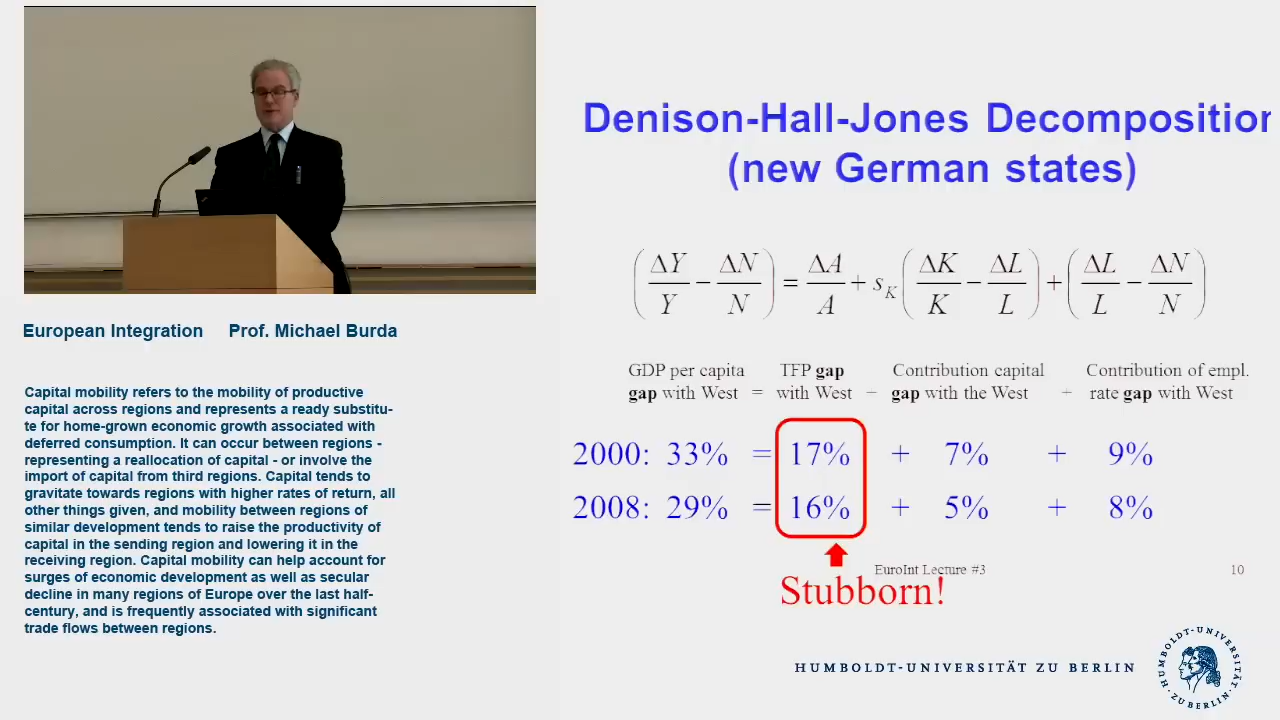 Denison-Hall-Jones Decomposition
(new German states)
(ΔY/Y − ΔN/N) = ΔA/A + s_K (ΔK/K − ΔL/L) + (ΔL/L − ΔN/N)
GDP per capita TFP gap Contribution capital Contribution of empl.
gap with West = with West + gap with the West + rate gap with West
2000: 33% = 17% + 7% + 9%
2008: 29% = 16% + 5% + 8%
EuroInt Lecture #3 10
Stubborn!
European Integration Prof. Michael Burda
Capital mobility refers to the mobility of productive
capital across regions and represents a ready substitu-
te for home-grown economic growth associated with
deferred consumption. It can occur between regions -
representing a reallocation of capital - or involve the
import of capital from third regions. Capital tends to
gravitate towards regions with higher rates of return, all
other things given, and mobility between regions of
similar development tends to raise the productivity of
capital in the sending region and lowering it in the
receiving region. Capital mobility can help account for
surges of economic development as well as secular
decline in many regions of Europe over the last half-
century, and is frequently associated with significant
trade flows between regions.
HUMBOLDT-UNIVERSITÄT ZU BERLIN
HUMBOLDT-UNIVERSITÄT
ZU BERLIN